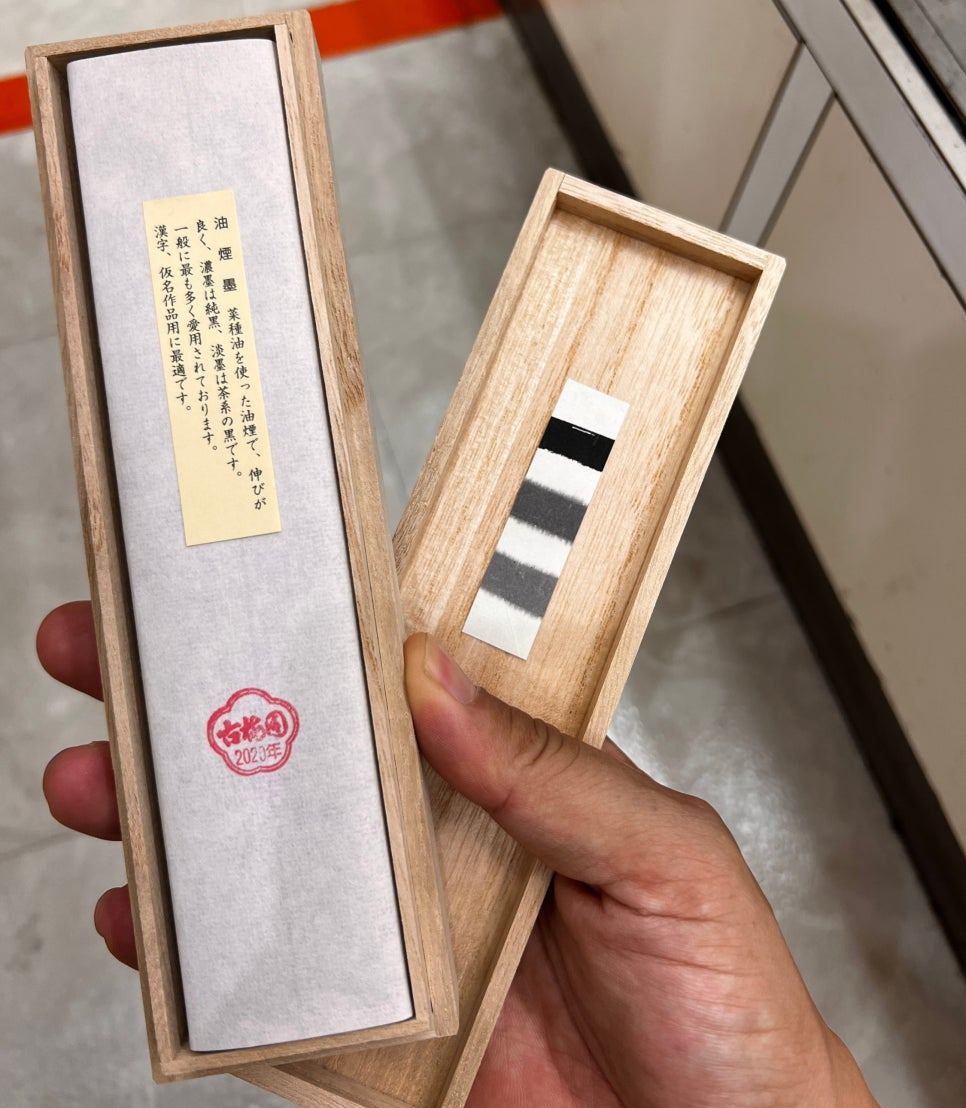 油煙墨 菜種油を使った油煙で、伸びが
良く、濃墨は純黒、淡墨は茶系の黒です。
一般に最も多く愛用されております。
漢字、仮名作品用に最適です。
古梅園
2020年